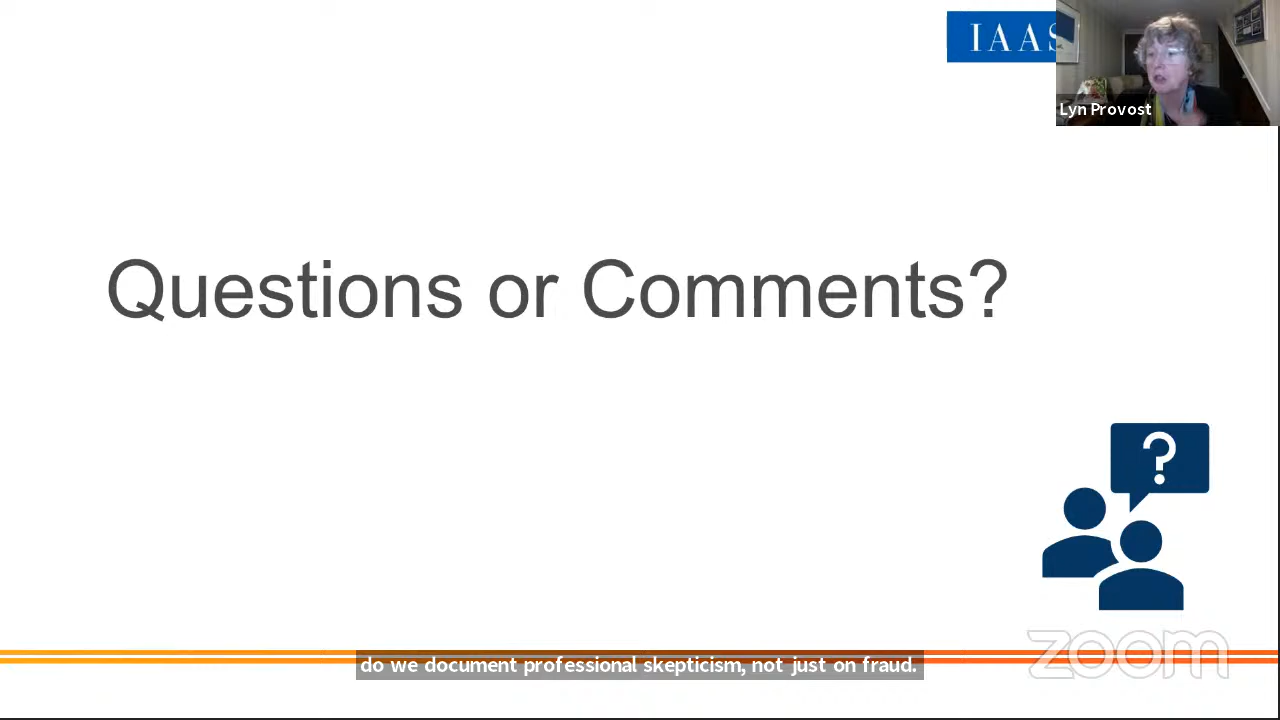 IAAS
Lyn Provost
Questions or Comments?
?
do we document professional skepticism, not just on fraud.
zoom